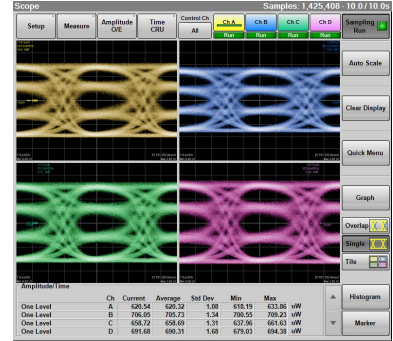 Scope
Samples: 1,425,408 - 10.0 / 10.0s
Setup
Measure
Amplitude O/E
Time CRU
Control Ch
All
Ch A
Run
Ch B
Run
Ch C
Run
Ch D
Run
Sampling Run
Auto Scale
Clear Display
Quick Menu
Graph
Overlap
Single
Tile
Histogram
Marker
Amplitude/Time
Ch Current Average Std Dev Min Max
One Level A 620.54 620.32 1.08 618.19 633.86 uW
One Level B 706.05 705.73 1.34 700.55 709.23 uW
One Level C 658.72 658.69 1.31 637.96 661.63 uW
One Level D 691.68 690.31 1.68 679.03 694.38 uW